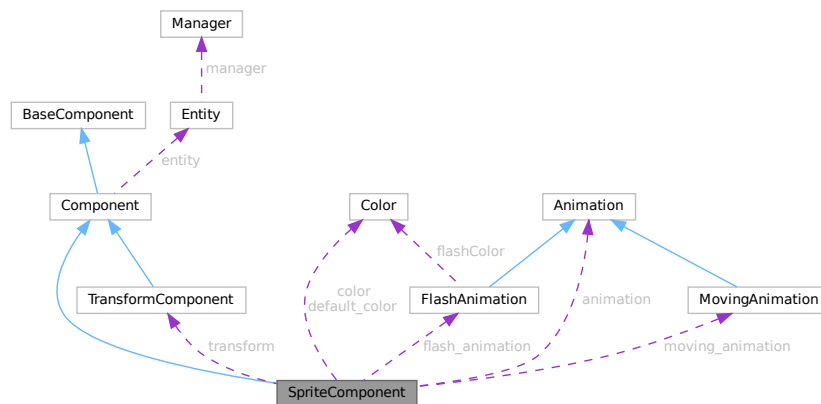 Manager
manager
BaseComponent
Entity
entity
Component
Color
Animation
flashColor
color
default_color
TransformComponent
FlashAnimation
animation
MovingAnimation
transform
flash_animation
moving_animation
SpriteComponent